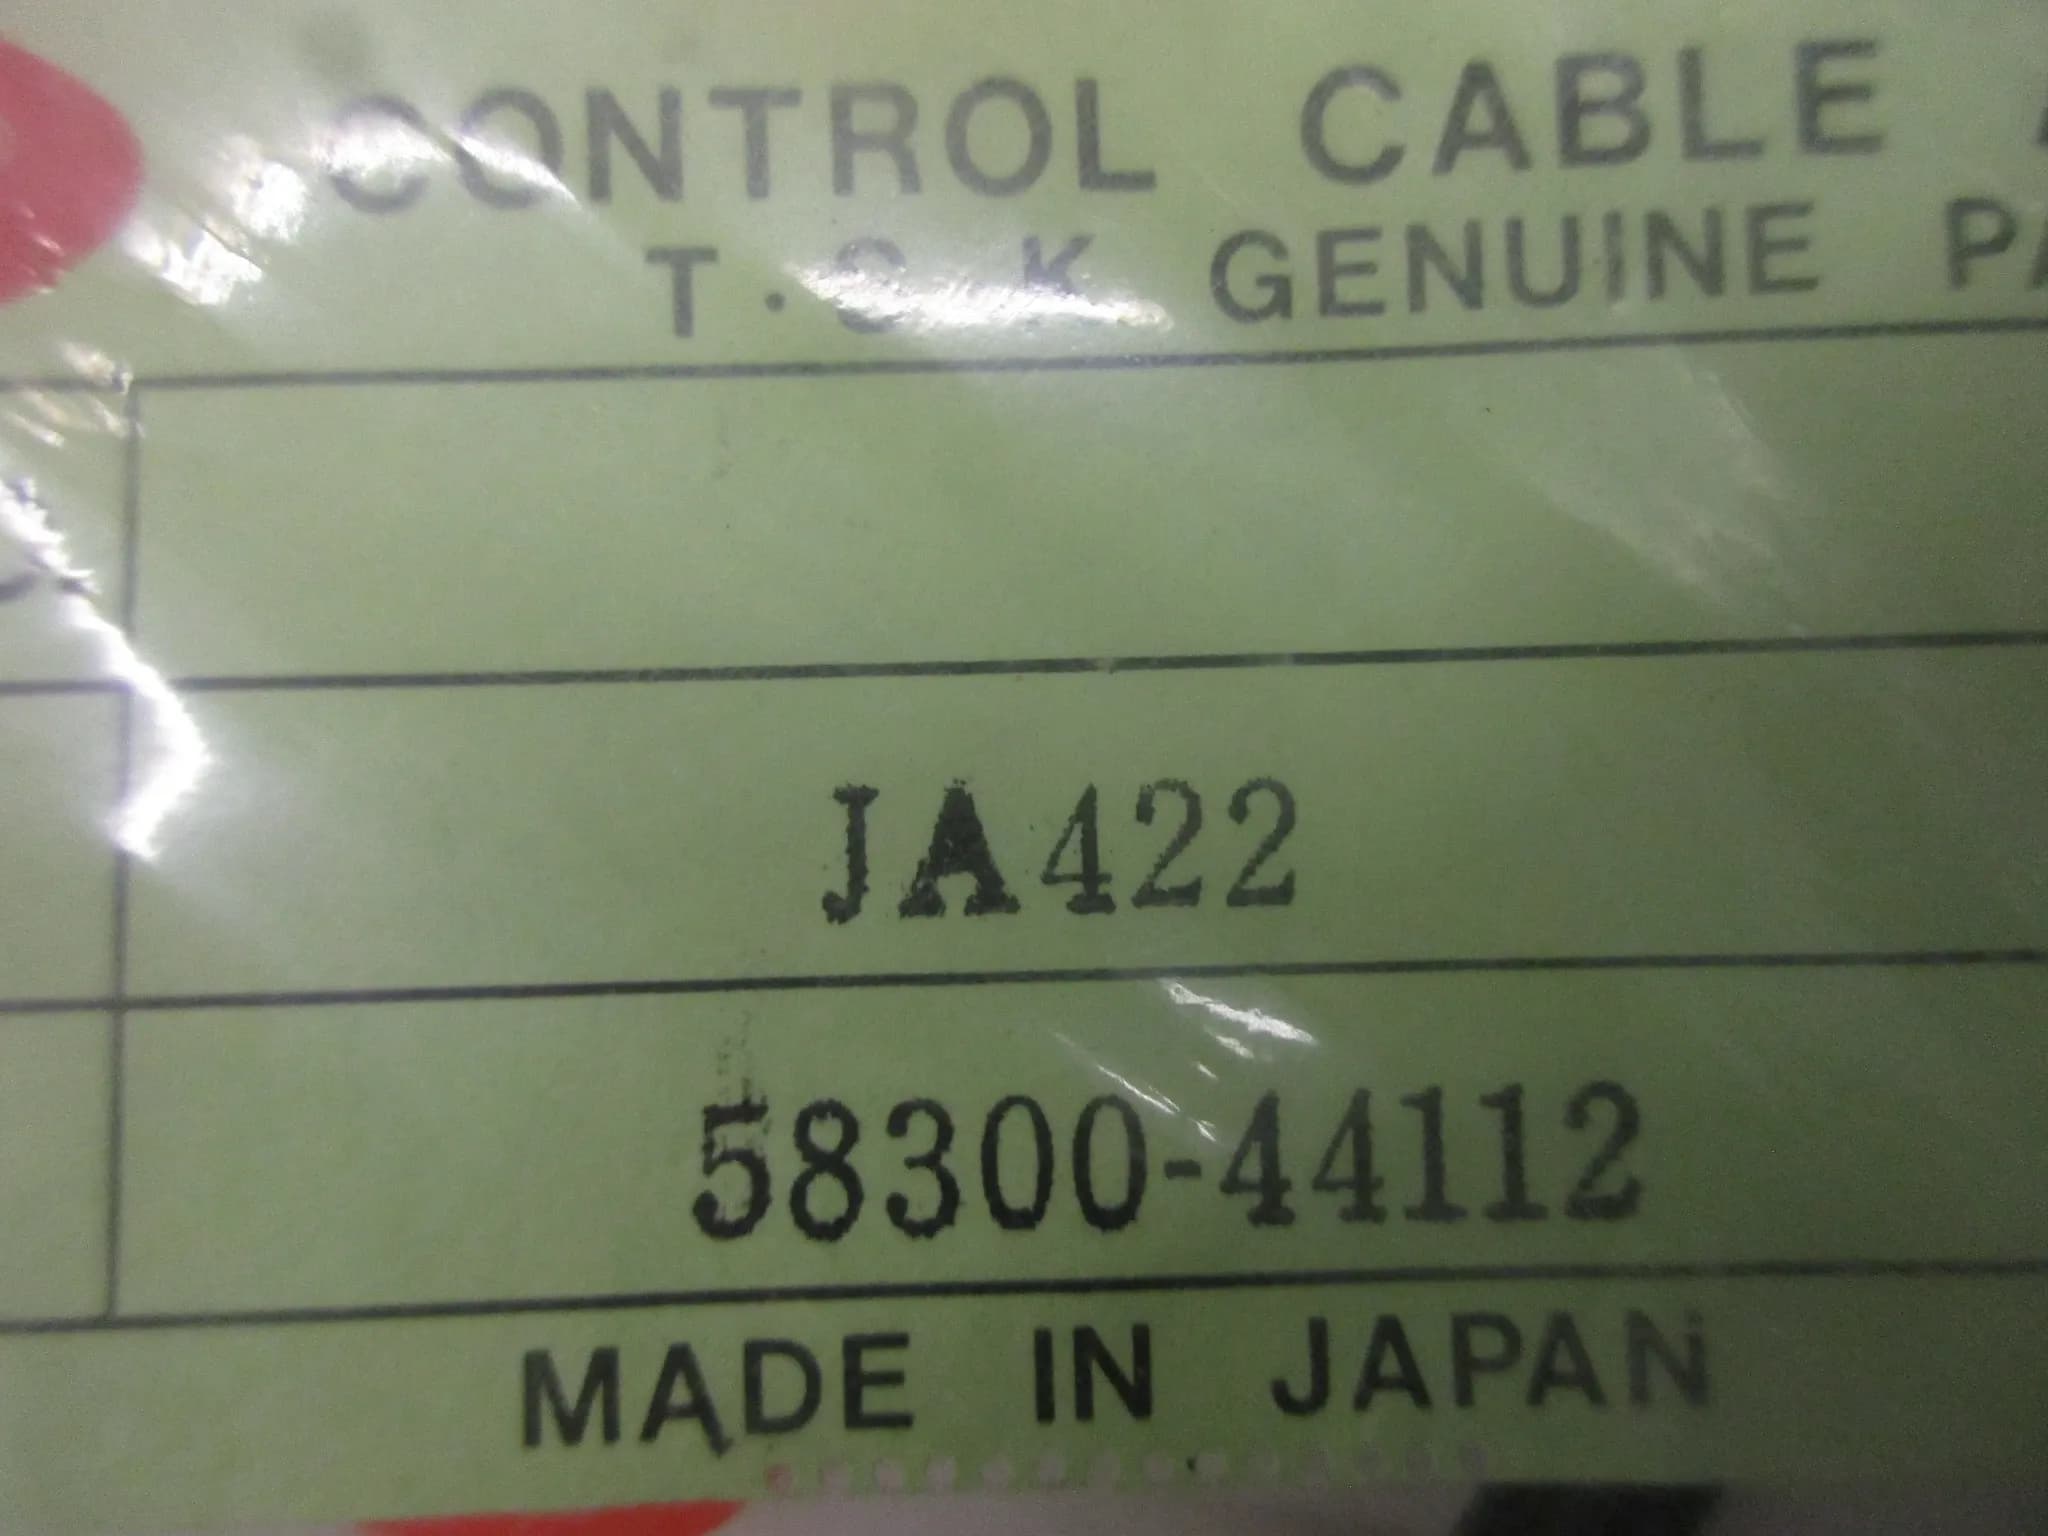 CONTROL CABLE
T.S.K GENUINE
JA422
58300-44112
MADE IN JAPAN